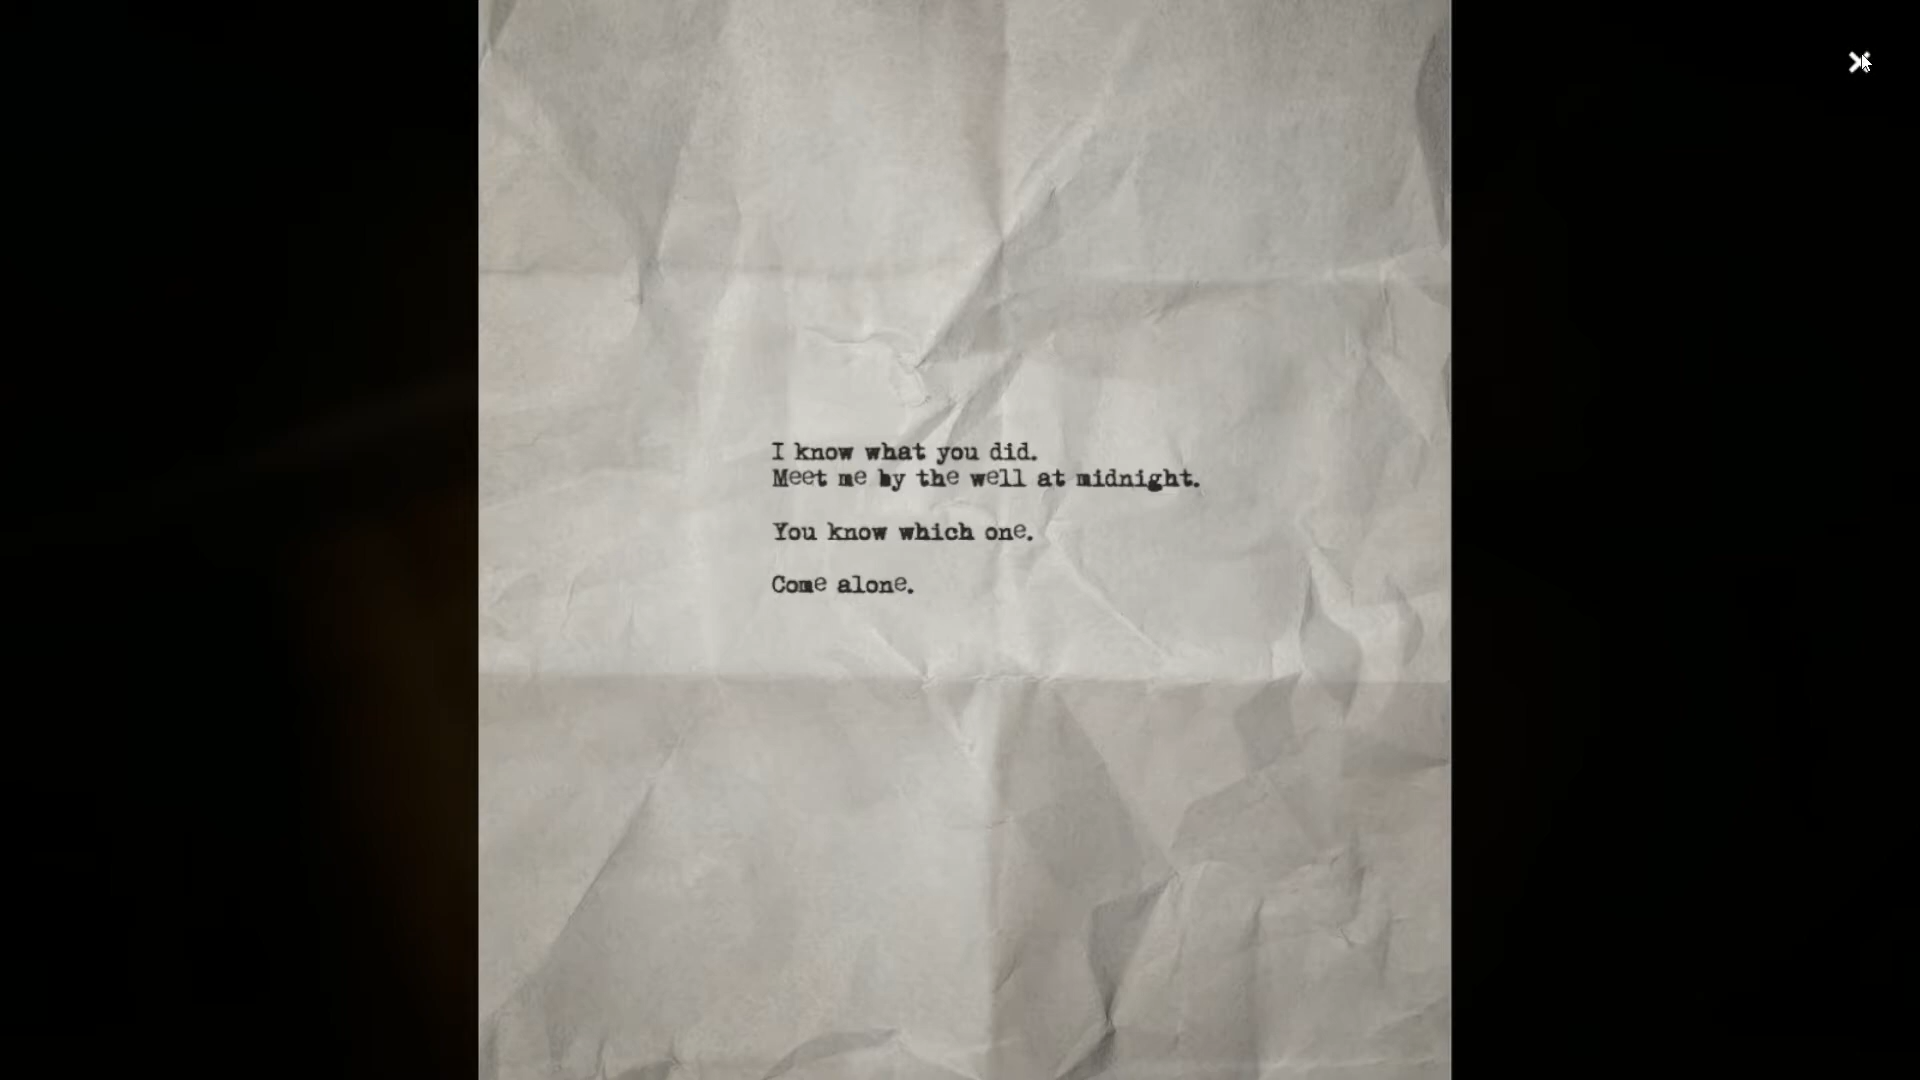 I know what you did.
Meet me by the well at midnight.
You know which one.
Come alone.